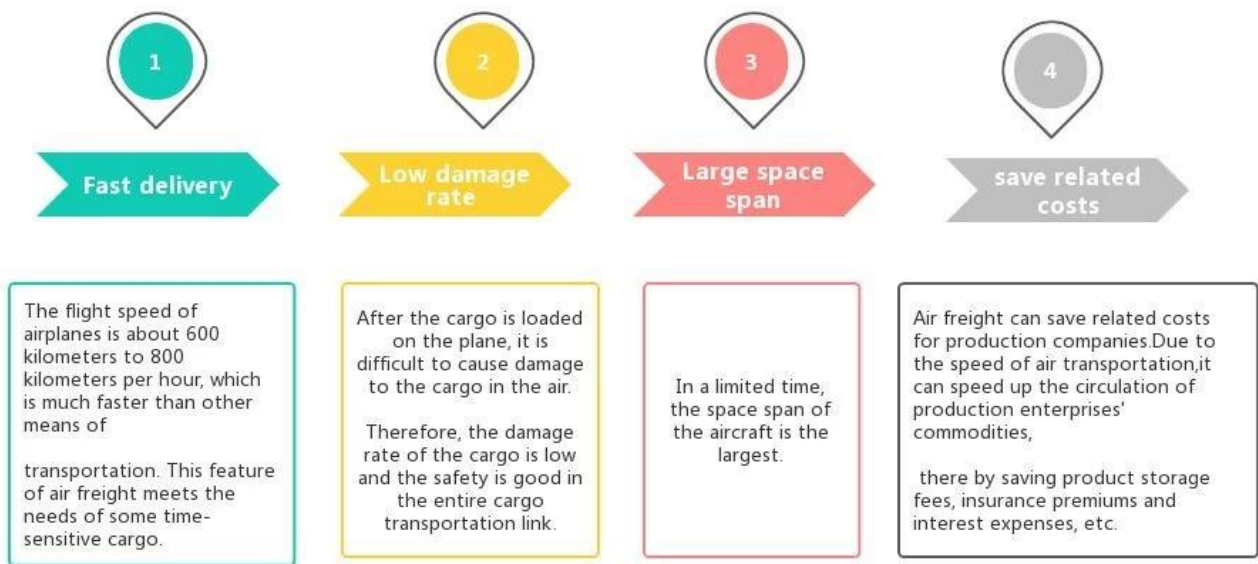 1
Fast delivery
The flight speed of
airplanes is about 600
kilometers to 800
kilometers per hour, which
is much faster than other
means of
transportation. This feature
of air freight meets the
needs of some time-
sensitive cargo.
2
Low damage
rate
After the cargo is loaded
on the plane, it is
difficult to cause damage
to the cargo in the air.
Therefore, the damage
rate of the cargo is low
and the safety is good in
the entire cargo
transportation link.
3
Large space
span
In a limited time,
the space span of
the aircraft is the
largest.
4
save related
costs
Air freight can save related costs
for production companies.Due to
the speed of air transportation,it
can speed up the circulation of
production enterprises'
commodities,
there by saving product storage
fees, insurance premiums and
interest expenses, etc.